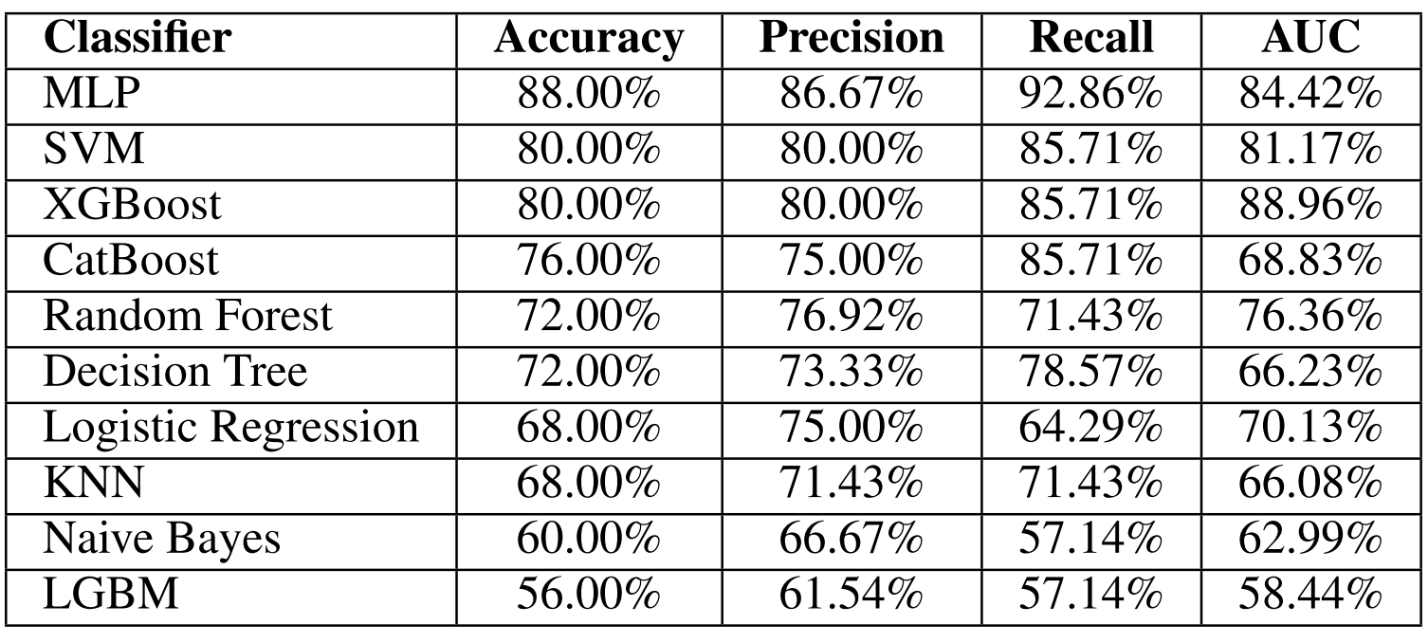 Classifier Accuracy Precision Recall AUC
MLP 88.00% 86.67% 92.86% 84.42%
SVM 80.00% 80.00% 85.71% 81.17%
XGBoost 80.00% 80.00% 85.71% 88.96%
CatBoost 76.00% 75.00% 85.71% 68.83%
Random Forest 72.00% 76.92% 71.43% 76.36%
Decision Tree 72.00% 73.33% 78.57% 66.23%
Logistic Regression 68.00% 75.00% 64.29% 70.13%
KNN 68.00% 71.43% 71.43% 66.08%
Naive Bayes 60.00% 66.67% 57.14% 62.99%
LGBM 56.00% 61.54% 57.14% 58.44%